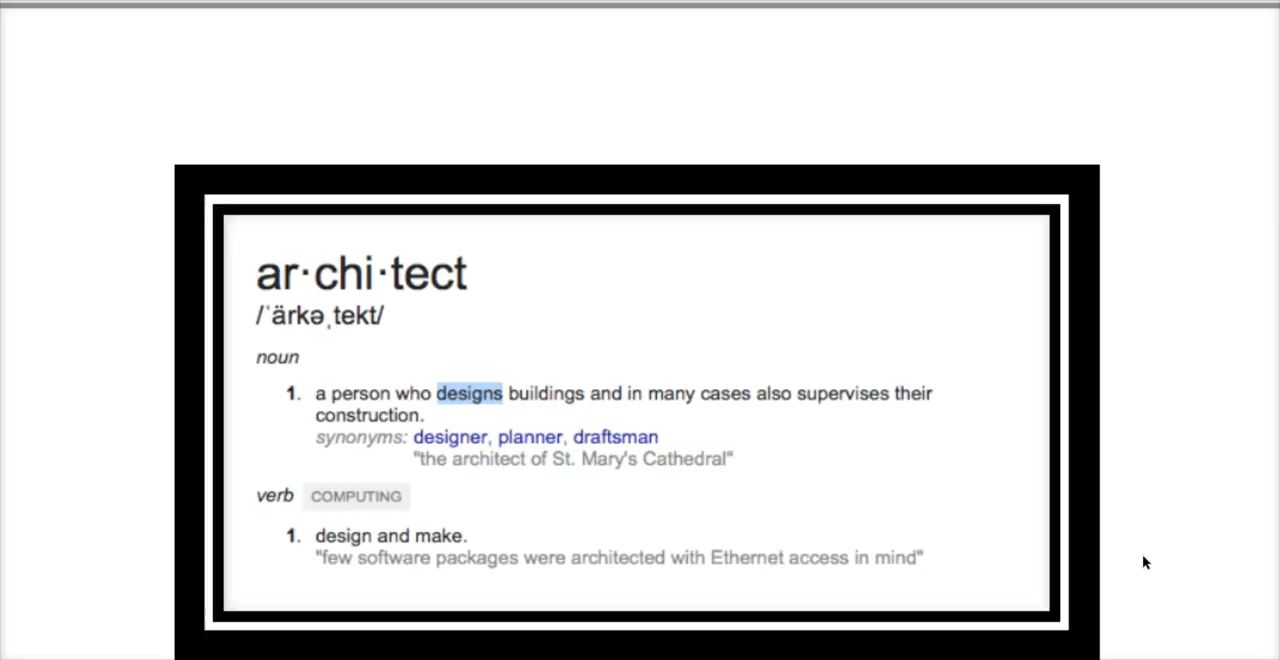 ar·chi·tect
/ˈärkəˌtekt/
noun
1. a person who designs buildings and in many cases also supervises their
construction.
synonyms: designer, planner, draftsman
"the architect of St. Mary's Cathedral"
verb COMPUTING
1. design and make.
"few software packages were architected with Ethernet access in mind"